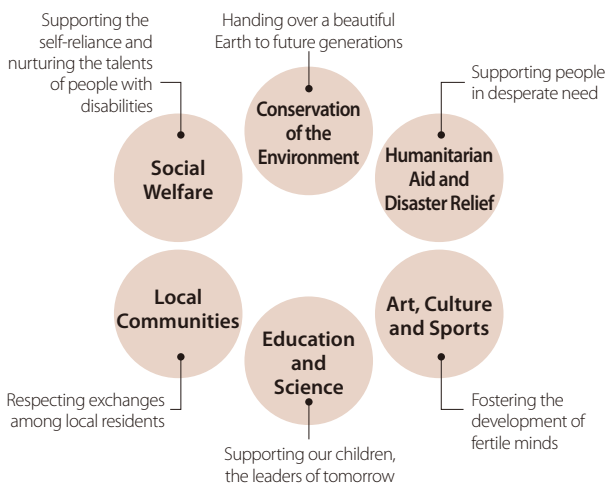 Supporting the
self-reliance and
nurturing the talents
of people with
disabilities
Handing over a beautiful
Earth to future generations
Supporting people
in desperate need
Social
Welfare
Conservation
of the
Environment
Humanitarian
Aid and
Disaster Relief
Local
Communities
Education
and
Science
Art, Culture
and Sports
Respecting exchanges
among local residents
Supporting our children,
the leaders of tomorrow
Fostering the
development of
fertile minds